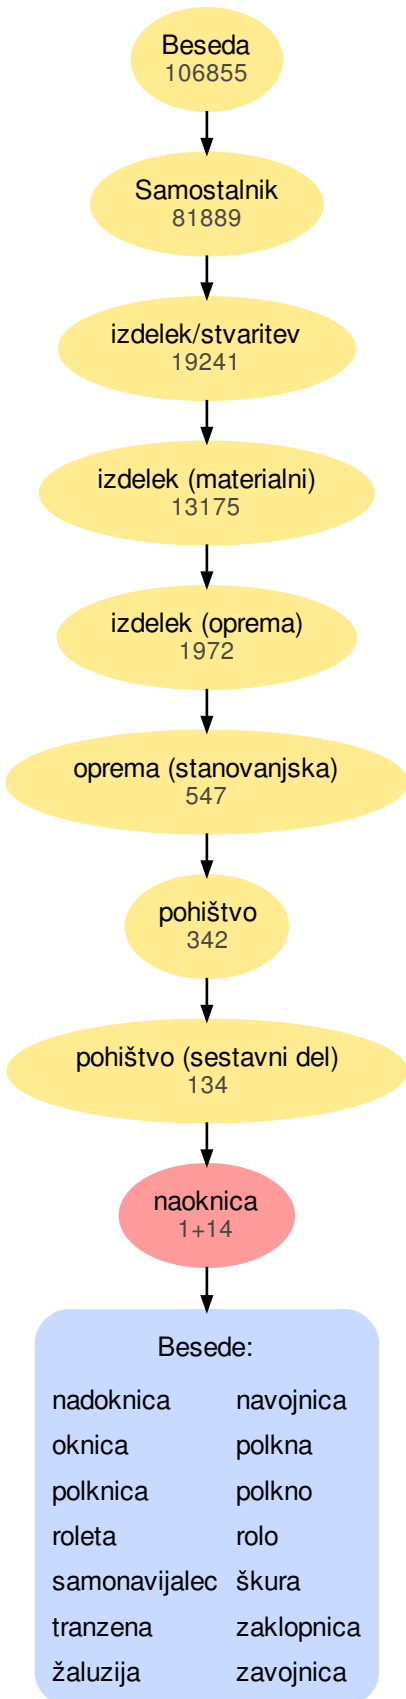 Beseda
106855
Samostalnik
81889
izdelek/stvaritev
19241
izdelek (materialni)
13175
izdelek (oprema)
1972
oprema (stanovanjska)
547
pohištvo
342
pohištvo (sestavni del)
134
naoknica
1+14
Besede:
nadoknica navojnica
oknica polkna
polknica polkno
roleta rolo
samonavijalec škura
tranzena zaklopnica
žaluzija zavojnica